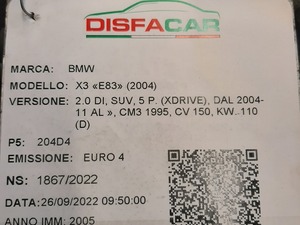 DISFACAR
MARCA: BMW
MODELLO: X3 «E83» (2004)
VERSIONE: 2.0 DI, SUV, 5 P. (XDRIVE), DAL 2004-
11 AL », CM3 1995, CV 150, KW..110
(D)
P5: 204D4
EMISSIONE: EURO 4
NS: 1867/2022
DATA: 26/09/2022 09:50:00
ANNO IMM: 2005